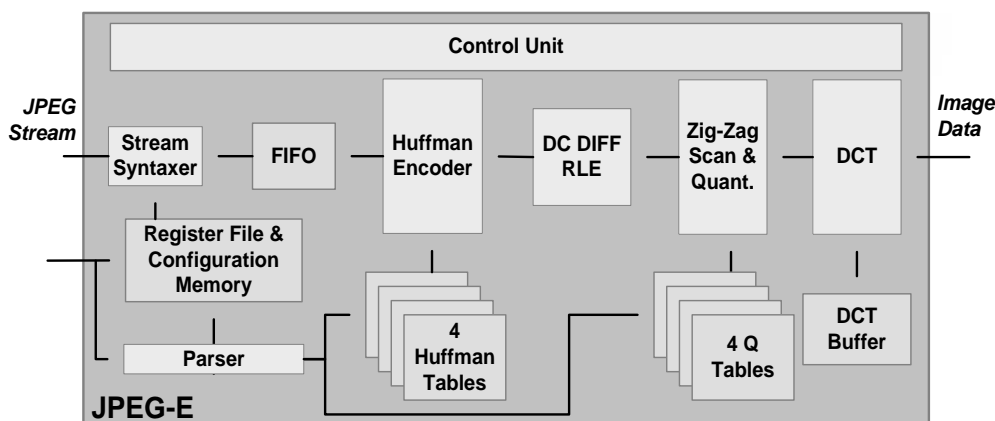 Control Unit
JPEG
Stream
Image
Data
Stream
Syntaxer
FIFO
Huffman
Encoder
DC DIFF
RLE
Zig-Zag
Scan &
Quant.
DCT
Register File &
Configuration
Memory
Parser
4
Huffman
Tables
4 Q
Tables
DCT
Buffer
JPEG-E